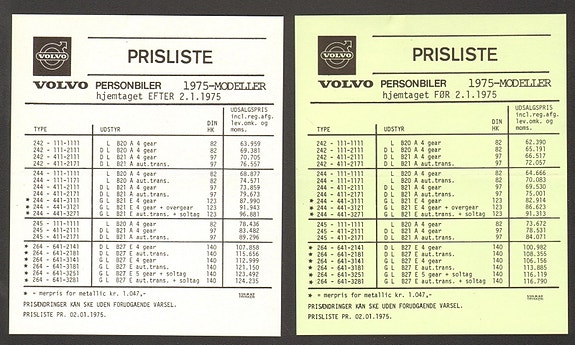 VOLVO
PRISLISTE
VOLVO PERSONBILER 1975-MODELLER
hjemtaget EFTER 2.1.1975
TYPE UDSTYR DIN HK UDSALGSPRIS incl.reg.afg. lev.omk. og moms.
242 - 111-1111 L B20 A 4 gear 82 63.959
242 - 211-2111 D L B20 A 4 gear 82 69.381
242 - 411-2111 D L B21 A 4 gear 97 70.705
242 - 411-2171 D L B21 A aut.trans. 97 76.657
244 - 211-2111 D L B20 A 4 gear 82 68.877
244 - 211-2171 D L B20 A aut.trans. 82 74.571
244 - 411-2111 D L B21 A 4 gear 97 73.859
244 - 411-2171 D L B21 A aut.trans. 97 79.603
* 244 - 441-3111 G L B21 E 4 gear 123 87.990
* 244 - 441-3121 G L B21 E 4 gear + overgear 123 91.943
* 244 - 441-3271 G L B21 E aut.trans. + soltag 123 96.881
245 - 111-1111 L B20 A 4 gear 82 78.436
245 - 411-2111 D L B21 A 4 gear 97 83.482
245 - 411-2171 D L B21 A aut.trans. 97 89.296
* 264 - 641-2141 D L B27 E 4 gear 140 107.858
* 264 - 641-2181 D L B27 E aut.trans. 140 115.656
* 264 - 641-3141 G L B27 E 4 gear 140 112.999
* 264 - 641-3181 G L B27 E aut.trans. 140 121.150
* 264 - 641-3251 G L B27 E 5 gear + soltag 140 123.492
* 264 - 641-3281 G L B27 E aut.trans. + soltag 140 124.235
* = merpris for metallic kr. 1.047,-
PRISÆNDRINGER KAN SKE UDEN FORUDGAENDE VARSEL.
PRISLISTE PR. 02.01.1975.
VOLVO
PRISLISTE
VOLVO PERSONBILER 1975-MODELLER
hjemtaget FØR 2.1.1975
TYPE UDSTYR DIN HK UDSALGSPRIS incl.reg.afg. lev.omk. og moms.
242 - 111-1111 L B20 A 4 gear 82 62.390
242 - 211-2111 D L B20 A 4 gear 82 65.191
242 - 411-2111 D L B21 A 4 gear 97 66.517
242 - 411-2171 D L B21 A aut.trans. 97 72.057
244 - 211-2111 D L B20 A 4 gear 82 64.666
244 - 211-2171 D L B20 A aut.trans. 82 70.083
244 - 411-2111 D L B21 A 4 gear 97 69.530
244 - 411-2171 D L B21 A aut.trans. 97 75.001
* 244 - 441-3111 G L B21 E 4 gear 123 82.914
* 244 - 441-3121 G L B21 E 4 gear + overgear 123 86.623
* 244 - 441-3271 G L B21 E aut.trans. + soltag 123 91.313
245 - 111-1111 L B20 A 4 gear 82 73.672
245 - 411-2111 D L B21 A 4 gear 97 78.531
245 - 411-2171 D L B21 A aut.trans. 97 84.071
* 264 - 641-2141 D L B27 E 4 gear 140 100.982
* 264 - 641-2181 D L B27 E aut.trans. 140 108.355
* 264 - 641-3141 G L B27 E 4 gear 140 106.156
* 264 - 641-3181 G L B27 E aut.trans. 140 113.885
* 264 - 641-3251 G L B27 E 5 gear + soltag 140 116.119
* 264 - 641-3281 G L B27 E aut.trans. + soltag 140 116.790
* = merpris for metallic kr. 1.047,-
PRISÆNDRINGER KAN SKE UDEN FORUDGAENDE VARSEL.
PRISLISTE PR. 02.01.1975.